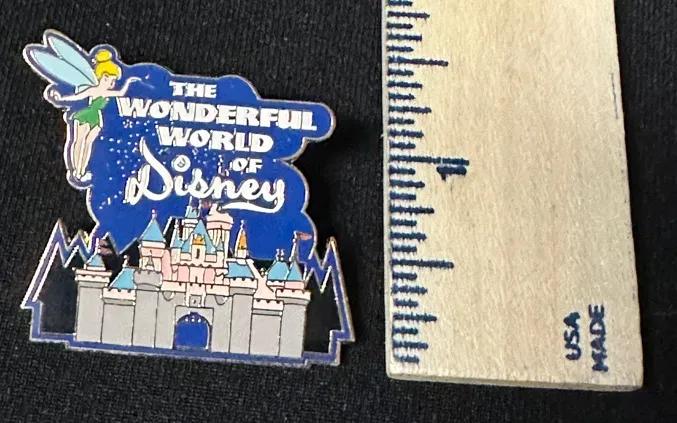 THE
WONDERFUL
WORLD
OF
Disney
1
USA
MADE